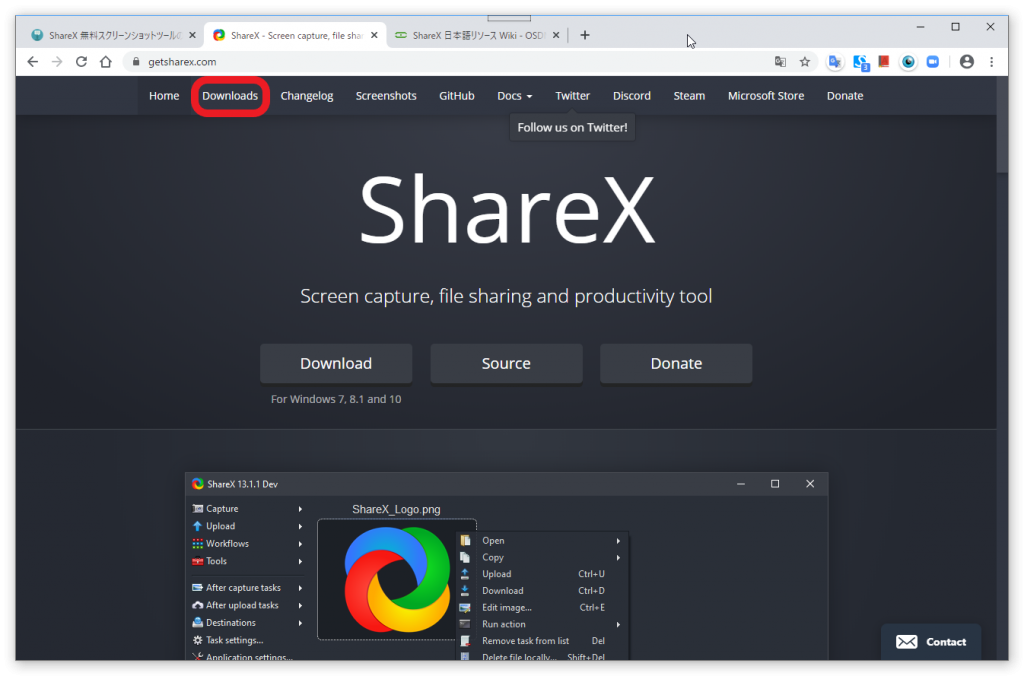 ShareX 無料スクリーンショットツールの
ShareX - Screen capture, file shar
ShareX 日本語リソース Wiki - OSD
getsharex.com
3
Home Downloads Changelog Screenshots GitHub Docs Twitter Discord Steam Microsoft Store Donate
Follow us on Twitter!
ShareX
Screen capture, file sharing and productivity tool
Download Source Donate
For Windows 7, 8.1 and 10
ShareX 13.1.1 Dev
Capture
Upload
Workflows
Tools
After capture tasks
After upload tasks
Destinations
Task settings...
Application settings...
ShareX_Logo.png
Open
Copy
Upload Ctrl+U
Download Ctrl+D
Edit image... Ctrl+E
Run action
Remove task from list Del
Delete file locally... Shift+Del
Contact